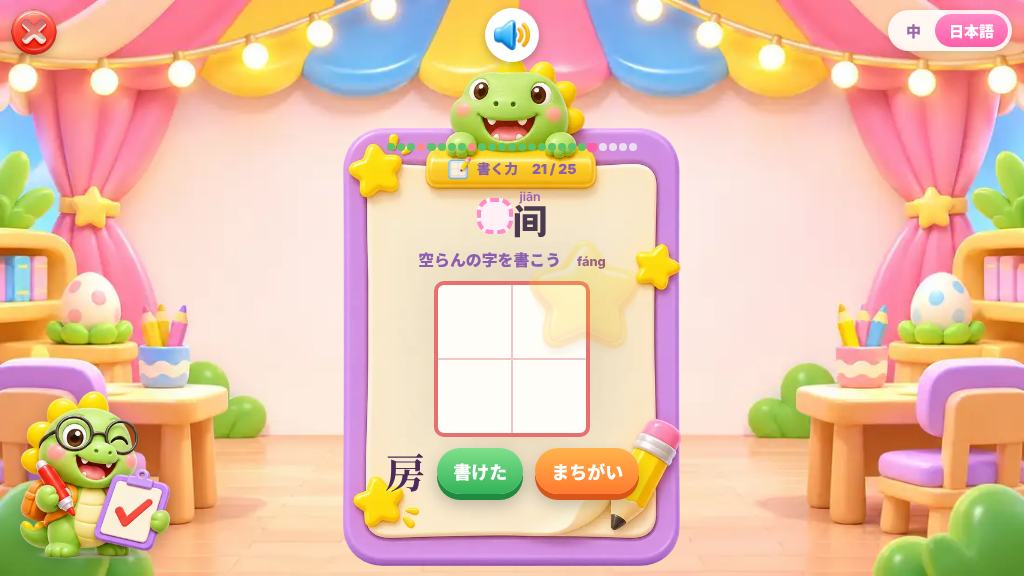 中 日本語
書く力 21/25
jiān
间
空らんの字を書こう fáng
房 書けた まちがい